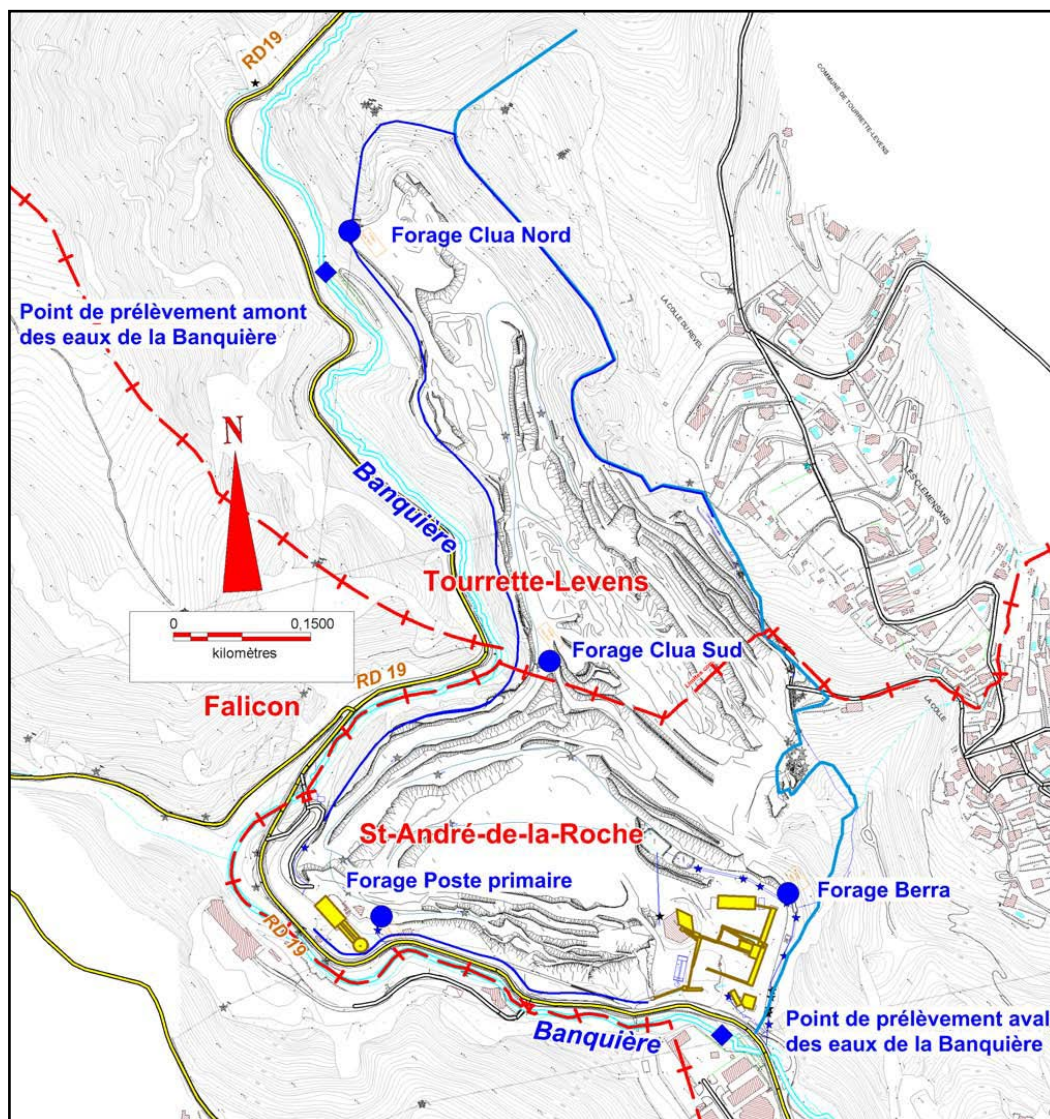 RD19
COMMUNE DE TOURRETTE-LEVENS
Forage Clua Nord
Point de prélèvement amont
des eaux de la Banquière
LA COLLE DU REVEL
LES CLEMENSANS
N
Banquière
Tourrette-Levens
0 0,1500
kilomètres
RD 19
Forage Clua Sud
Falicon
LA COLLE
St-André-de-la-Roche
Forage Poste primaire
Forage Berra
RD 19
Point de prélèvement aval
des eaux de la Banquière
Banquière